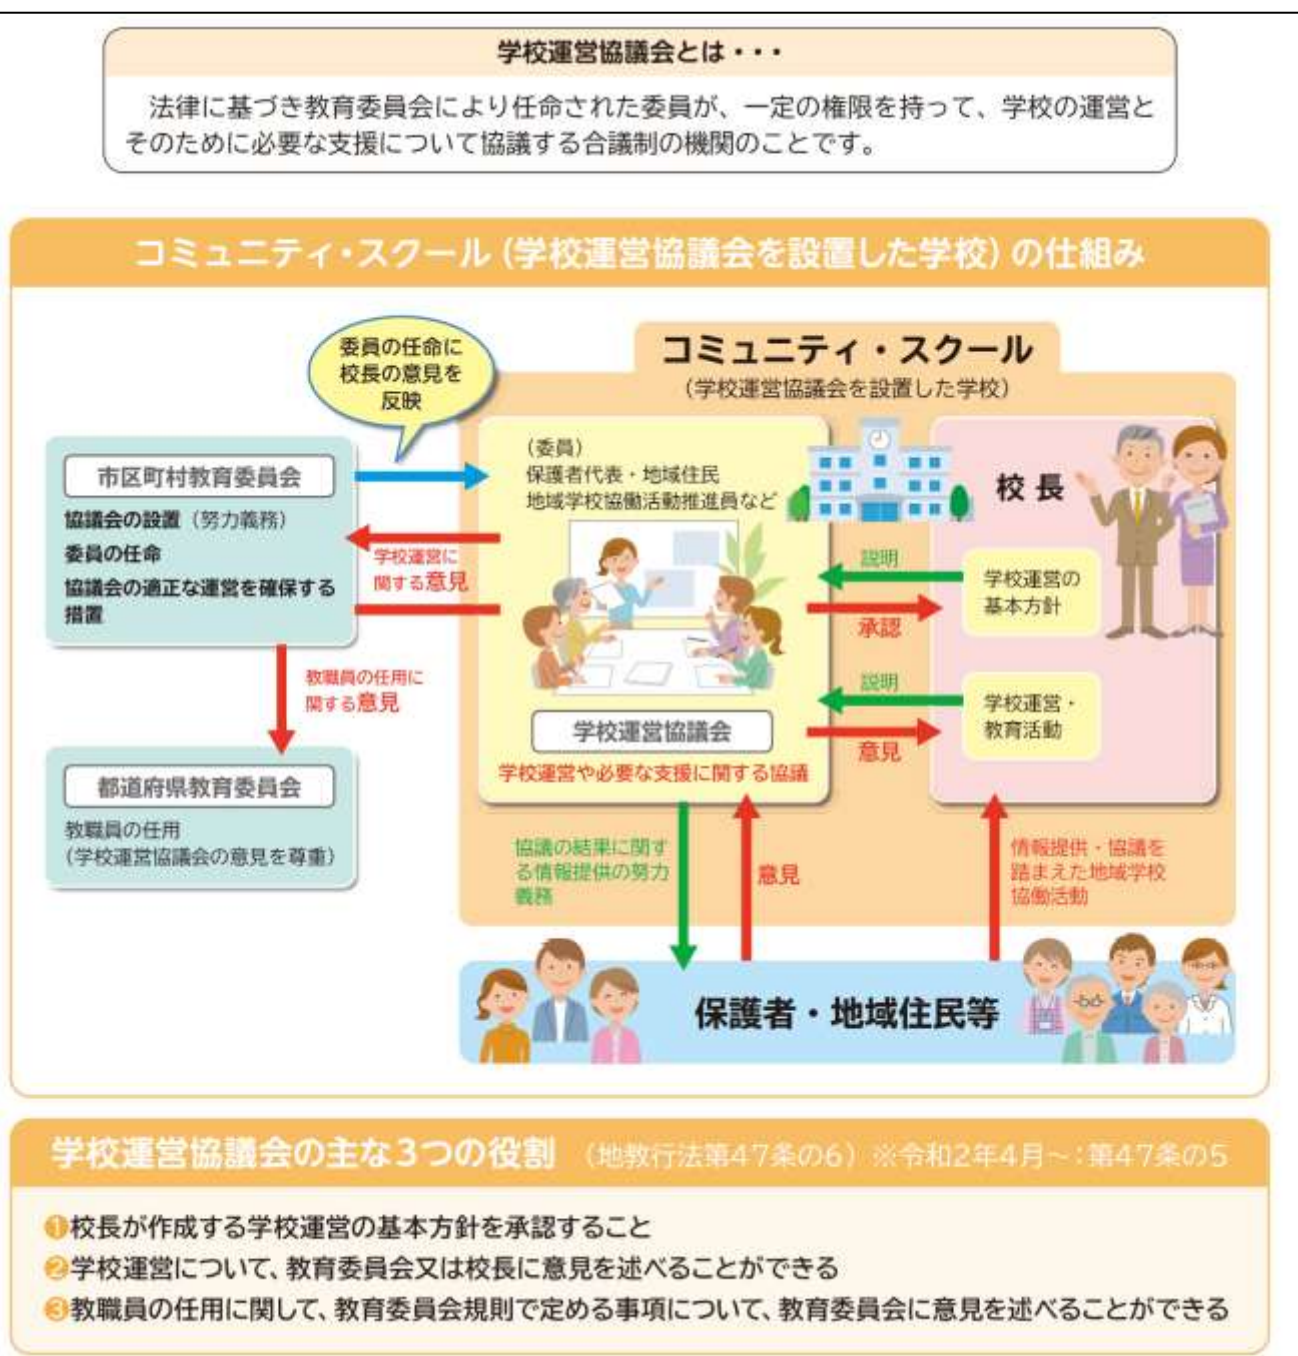 学校運営協議会とは・・・
法律に基づき教育委員会により任命された委員が、一定の権限を持って、学校の運営と
そのために必要な支援について協議する合議制の機関のことです。
コミュニティ・スクール（学校運営協議会を設置した学校）の仕組み
委員の任命に
校長の意見を
反映
コミュニティ・スクール
（学校運営協議会を設置した学校）
市区町村教育委員会
協議会の設置（努力義務）
委員の任命
協議会の適正な運営を確保する
措置
学校運営に
関する意見
（委員）
保護者代表・地域住民
地域学校協働活動推進員など
学校運営協議会
学校運営や必要な支援に関する協議
校長
説明
学校運営の
基本方針
承認
説明
学校運営・
教育活動
意見
教職員の任用に
関する意見
都道府県教育委員会
教職員の任用
（学校運営協議会の意見を尊重）
協議の結果に関す
る情報提供の努力
義務
意見
情報提供・協議を
踏まえた地域学校
協働活動
保護者・地域住民等
学校運営協議会の主な3つの役割 （地教行法第47条の6）※令和2年4月～：第47条の5
❶校長が作成する学校運営の基本方針を承認すること
❷学校運営について、教育委員会又は校長に意見を述べることができる
❸教職員の任用に関して、教育委員会規則で定める事項について、教育委員会に意見を述べることができる